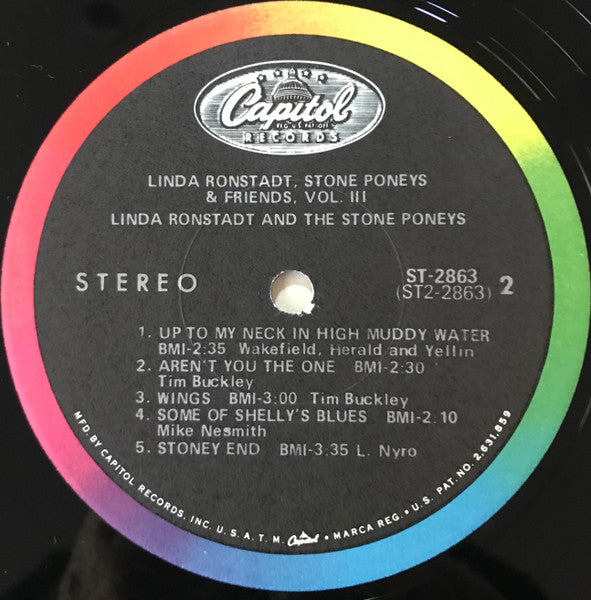 Capitol
REG. U.S. PAT. OFF.
RECORDS
LINDA RONSTADT, STONE PONEYS
& FRIENDS, VOL. III
LINDA RONSTADT AND THE STONE PONEYS
STEREO
ST-2863
(ST2-2863) 2
1. UP TO MY NECK IN HIGH MUDDY WATER
BMI-2:35 Wakefield, Herald and Yellin
2. AREN'T YOU THE ONE BMI-2:30
Tim Buckley
3. WINGS BMI-3:00 Tim Buckley
4. SOME OF SHELLY'S BLUES BMI-2:10
Mike Nesmith
5. STONEY END BMI-3:35 L. Nyro
MFD. BY CAPITOL RECORDS, INC. U. S. A. T. M. Capitol • MARCA REG. • U. S. PAT. NO. 2,631,859